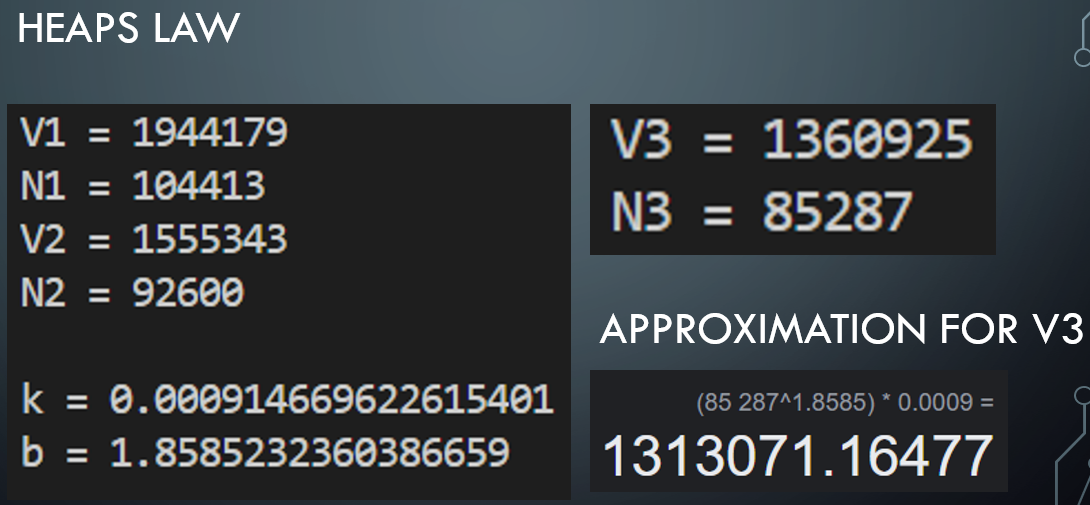 HEAPS LAW
V1 = 1944179
N1 = 104413
V2 = 1555343
N2 = 92600
k = 0.000914669622615401
b = 1.8585232360386659
V3 = 1360925
N3 = 85287
APPROXIMATION FOR V3
(85 287^1.8585) * 0.0009 =
1313071.16477